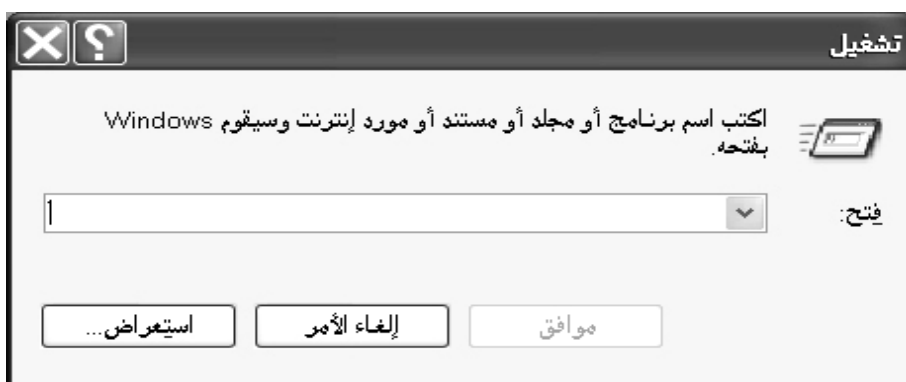 تشغيل
اكتب اسم برنامج أو مجلد أو مستند أو مورد إنترنت وسيقوم Windows
بفتحه.
فتح:
موافق
إلغاء الأمر
استعراض...